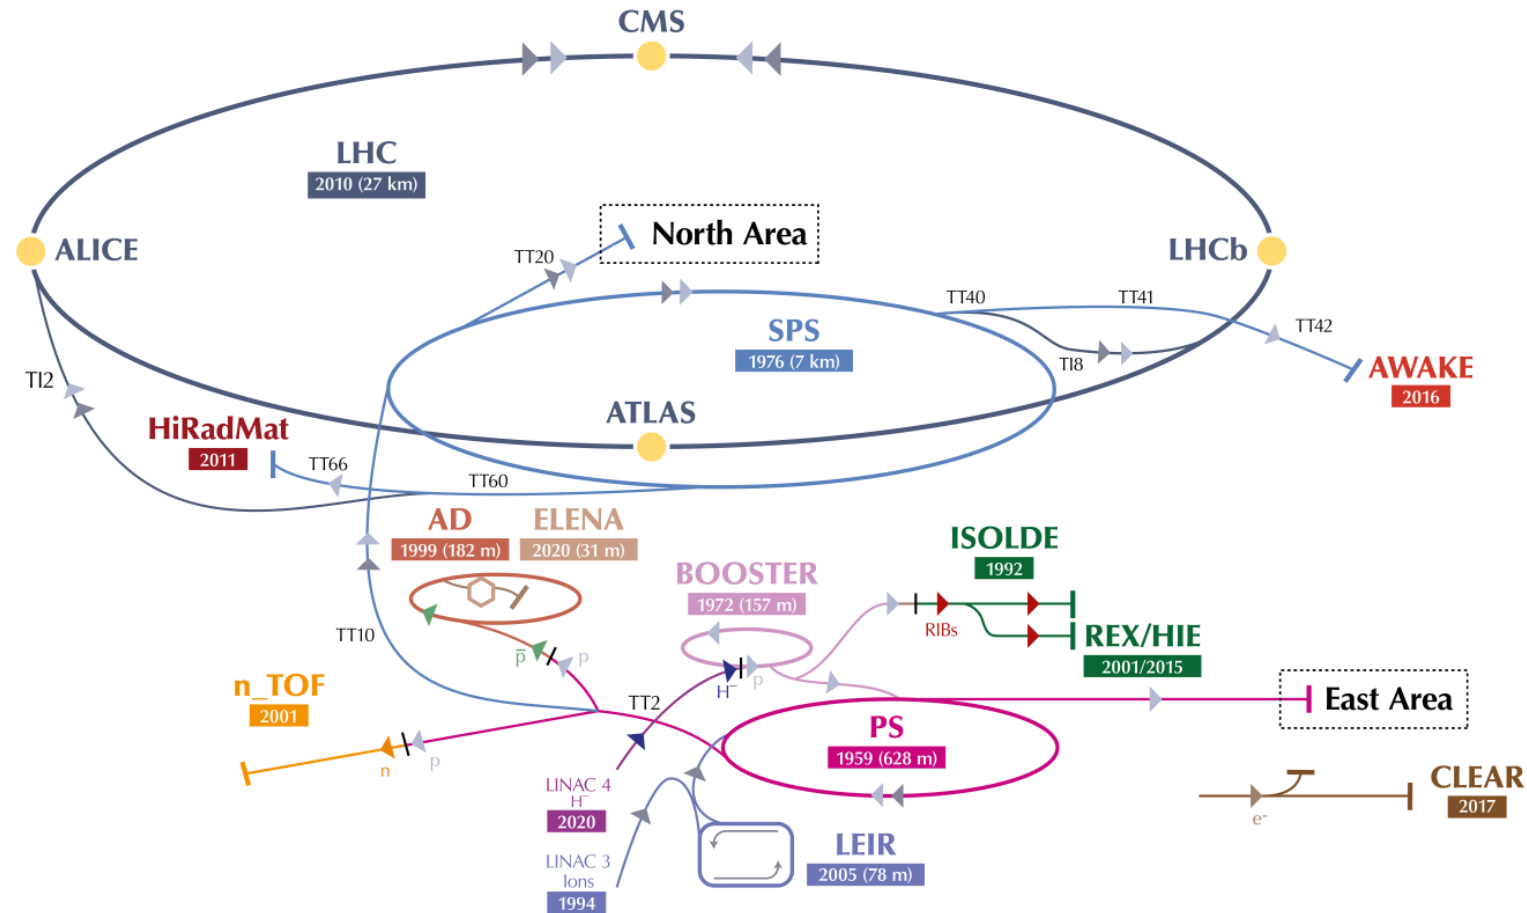 CMS
LHC
2010 (27 km)
North Area
TT20
ALICE
LHCb
TT40
TT41
TT42
SPS
1976 (7 km)
TI8
AWAKE
2016
TI2
ATLAS
HiRadMat
2011
TT66
TT60
AD
1999 (182 m)
ELENA
2020 (31 m)
ISOLDE
1992
BOOSTER
1972 (157 m)
RIBs
REX/HIE
2001/2015
TT10
p̅
p
H⁻
p
n_TOF
2001
TT2
East Area
PS
1959 (628 m)
n
p
LINAC 4
H⁻
2020
CLEAR
2017
e⁻
LEIR
2005 (78 m)
LINAC 3
Ions
1994